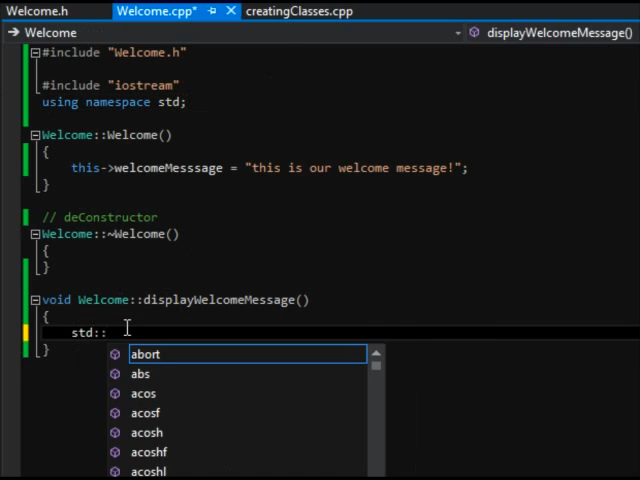 Welcome.h Welcome.cpp* creatingClasses.cpp
Welcome displayWelcomeMessage()
#include "Welcome.h"
#include "iostream"
using namespace std;
Welcome::Welcome()
{
this->welcomeMesssage = "this is our welcome message!";
}
// deConstructor
Welcome::~Welcome()
{
}
void Welcome::displayWelcomeMessage()
{
std::
}
abort
abs
acos
acosf
acosh
acoshf
acoshl